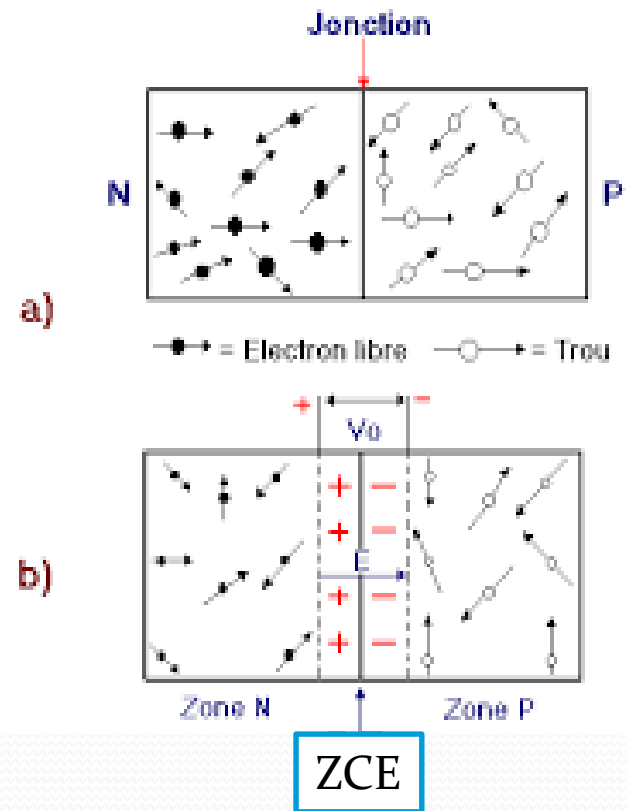 Jonction
N P
a)
= Electron libre = Trou
+ −
Vo
b)
+ −
+ −
E
+ −
+ −
Zone N Zone P
ZCE